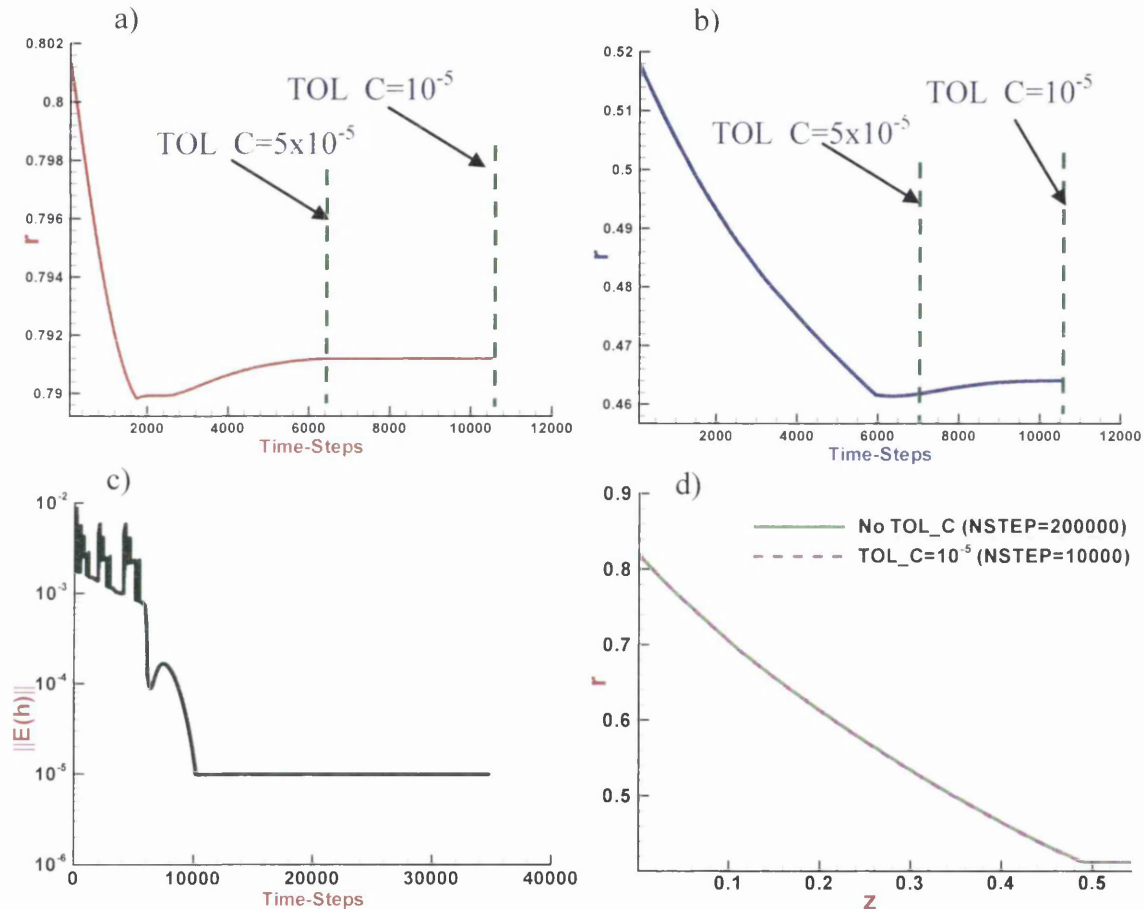 a)
0.802
0.8
0.798
0.796
0.794
0.792
0.79
r
TOL C=10⁻⁵
TOL C=5x10⁻⁵
2000 4000 6000 8000 10000 12000
Time-Steps
b)
0.52
0.51
0.5
0.49
0.48
0.47
0.46
r
TOL C=10⁻⁵
TOL C=5x10⁻⁵
2000 4000 6000 8000 10000 12000
Time-Steps
c)
10⁻²
10⁻³
10⁻⁴
10⁻⁵
10⁻⁶
||E(h)||
0 10000 20000 30000 40000
Time-Steps
d)
0.9
0.8
0.7
0.6
0.5
r
No TOL_C (NSTEP=200000)
TOL_C=10⁻⁵ (NSTEP=10000)
0.1 0.2 0.3 0.4 0.5
z